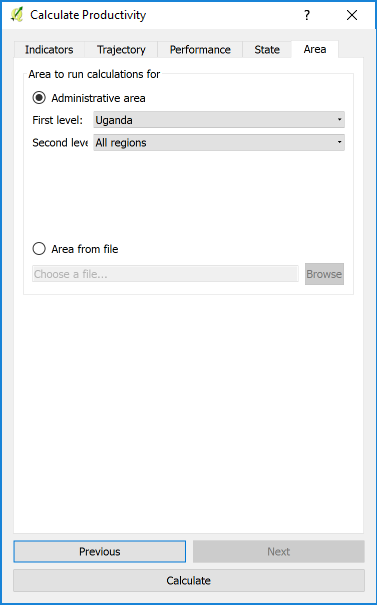 Calculate Productivity
?
Indicators Trajectory Performance State Area
Area to run calculations for
Administrative area
First level: Uganda
Second leve All regions
Area from file
Choose a file... Browse
Previous Next
Calculate